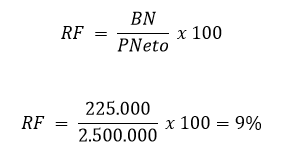 RF = BN / PNeto x 100
RF = 225.000 / 2.500.000 x 100 = 9%